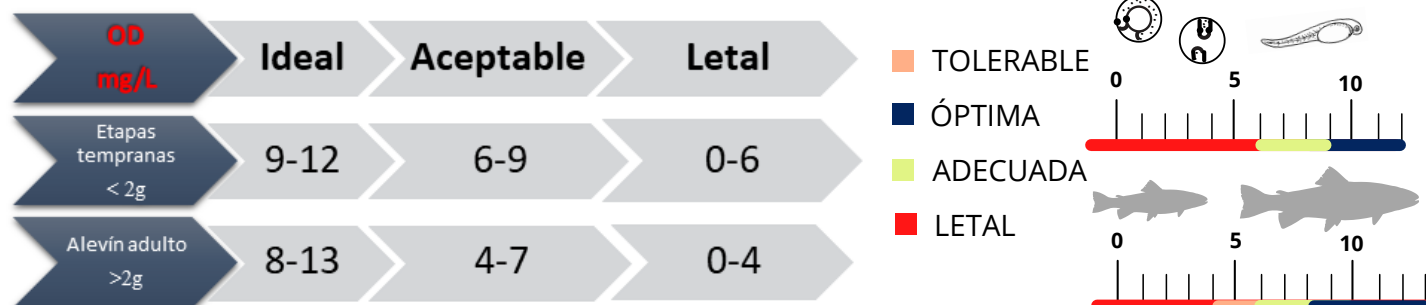 OD
mg/L
Ideal
Aceptable
Letal
Etapas
tempranas
< 2g
9-12
6-9
0-6
Alevín adulto
>2g
8-13
4-7
0-4
TOLERABLE
ÓPTIMA
ADECUADA
LETAL
0 5 10
0 5 10